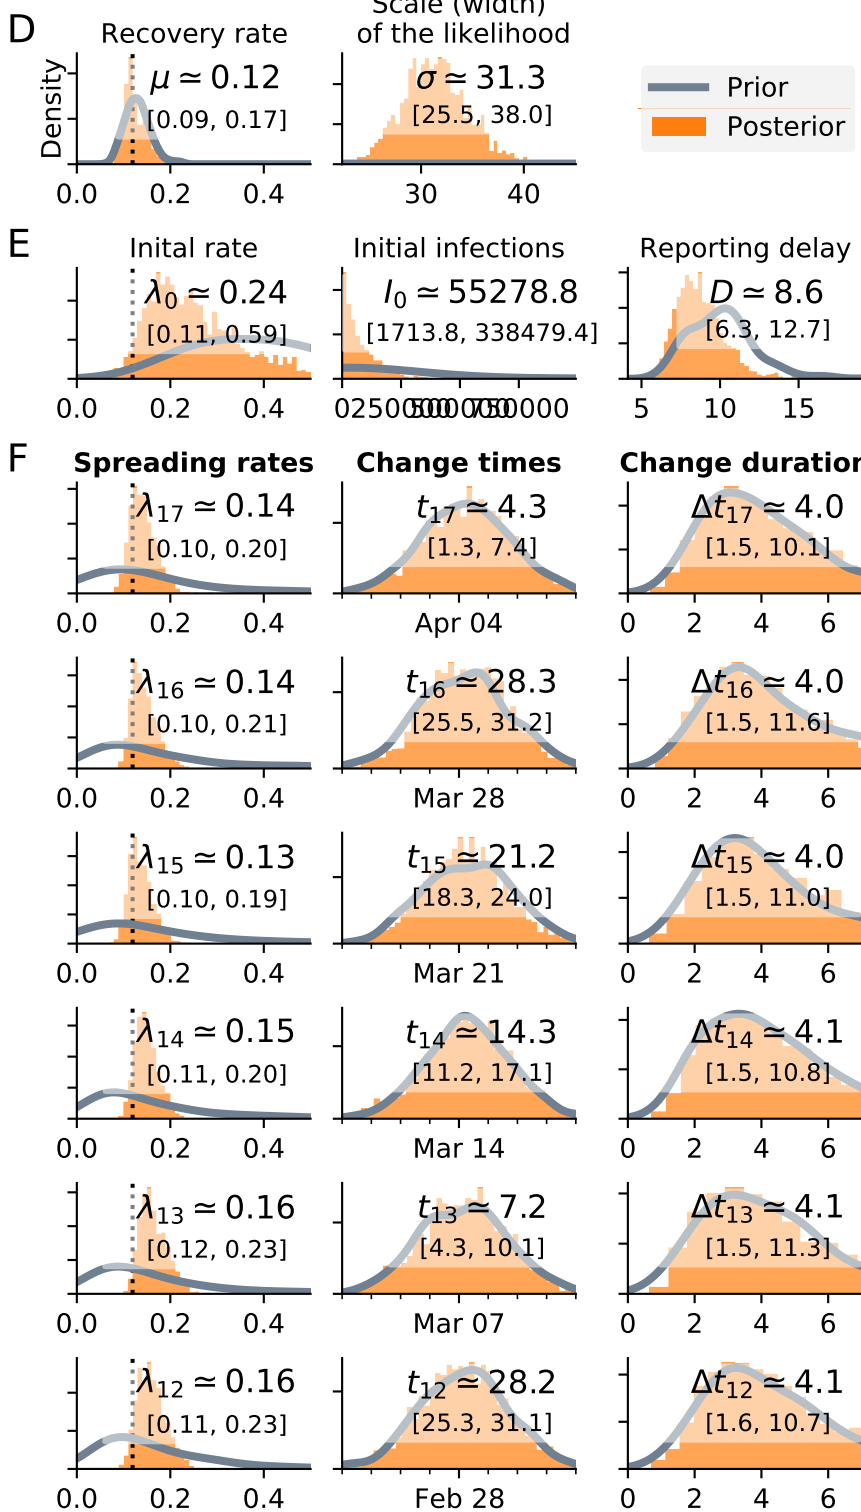 D
Recovery rate
Scale (width)
of the likelihood
Density
μ ≃ 0.12
[0.09, 0.17]
σ ≃ 31.3
[25.5, 38.0]
Prior
Posterior
0.0 0.2 0.4
30 40
E
Inital rate
Initial infections
Reporting delay
λ0 ≃ 0.24
[0.11, 0.59]
I0 ≃ 55278.8
[1713.8, 338479.4]
D ≃ 8.6
[6.3, 12.7]
0.0 0.2 0.4
0 250000 500000 750000
5 10 15
F
Spreading rates
Change times
Change duration
λ17 ≃ 0.14
[0.10, 0.20]
t17 ≃ 4.3
[1.3, 7.4]
Δt17 ≃ 4.0
[1.5, 10.1]
0.0 0.2 0.4
Apr 04
0 2 4 6
λ16 ≃ 0.14
[0.10, 0.21]
t16 ≃ 28.3
[25.5, 31.2]
Δt16 ≃ 4.0
[1.5, 11.6]
0.0 0.2 0.4
Mar 28
0 2 4 6
λ15 ≃ 0.13
[0.10, 0.19]
t15 ≃ 21.2
[18.3, 24.0]
Δt15 ≃ 4.0
[1.5, 11.0]
0.0 0.2 0.4
Mar 21
0 2 4 6
λ14 ≃ 0.15
[0.11, 0.20]
t14 ≃ 14.3
[11.2, 17.1]
Δt14 ≃ 4.1
[1.5, 10.8]
0.0 0.2 0.4
Mar 14
0 2 4 6
λ13 ≃ 0.16
[0.12, 0.23]
t13 ≃ 7.2
[4.3, 10.1]
Δt13 ≃ 4.1
[1.5, 11.3]
0.0 0.2 0.4
Mar 07
0 2 4 6
λ12 ≃ 0.16
[0.11, 0.23]
t12 ≃ 28.2
[25.3, 31.1]
Δt12 ≃ 4.1
[1.6, 10.7]
0.0 0.2 0.4
Feb 28
0 2 4 6